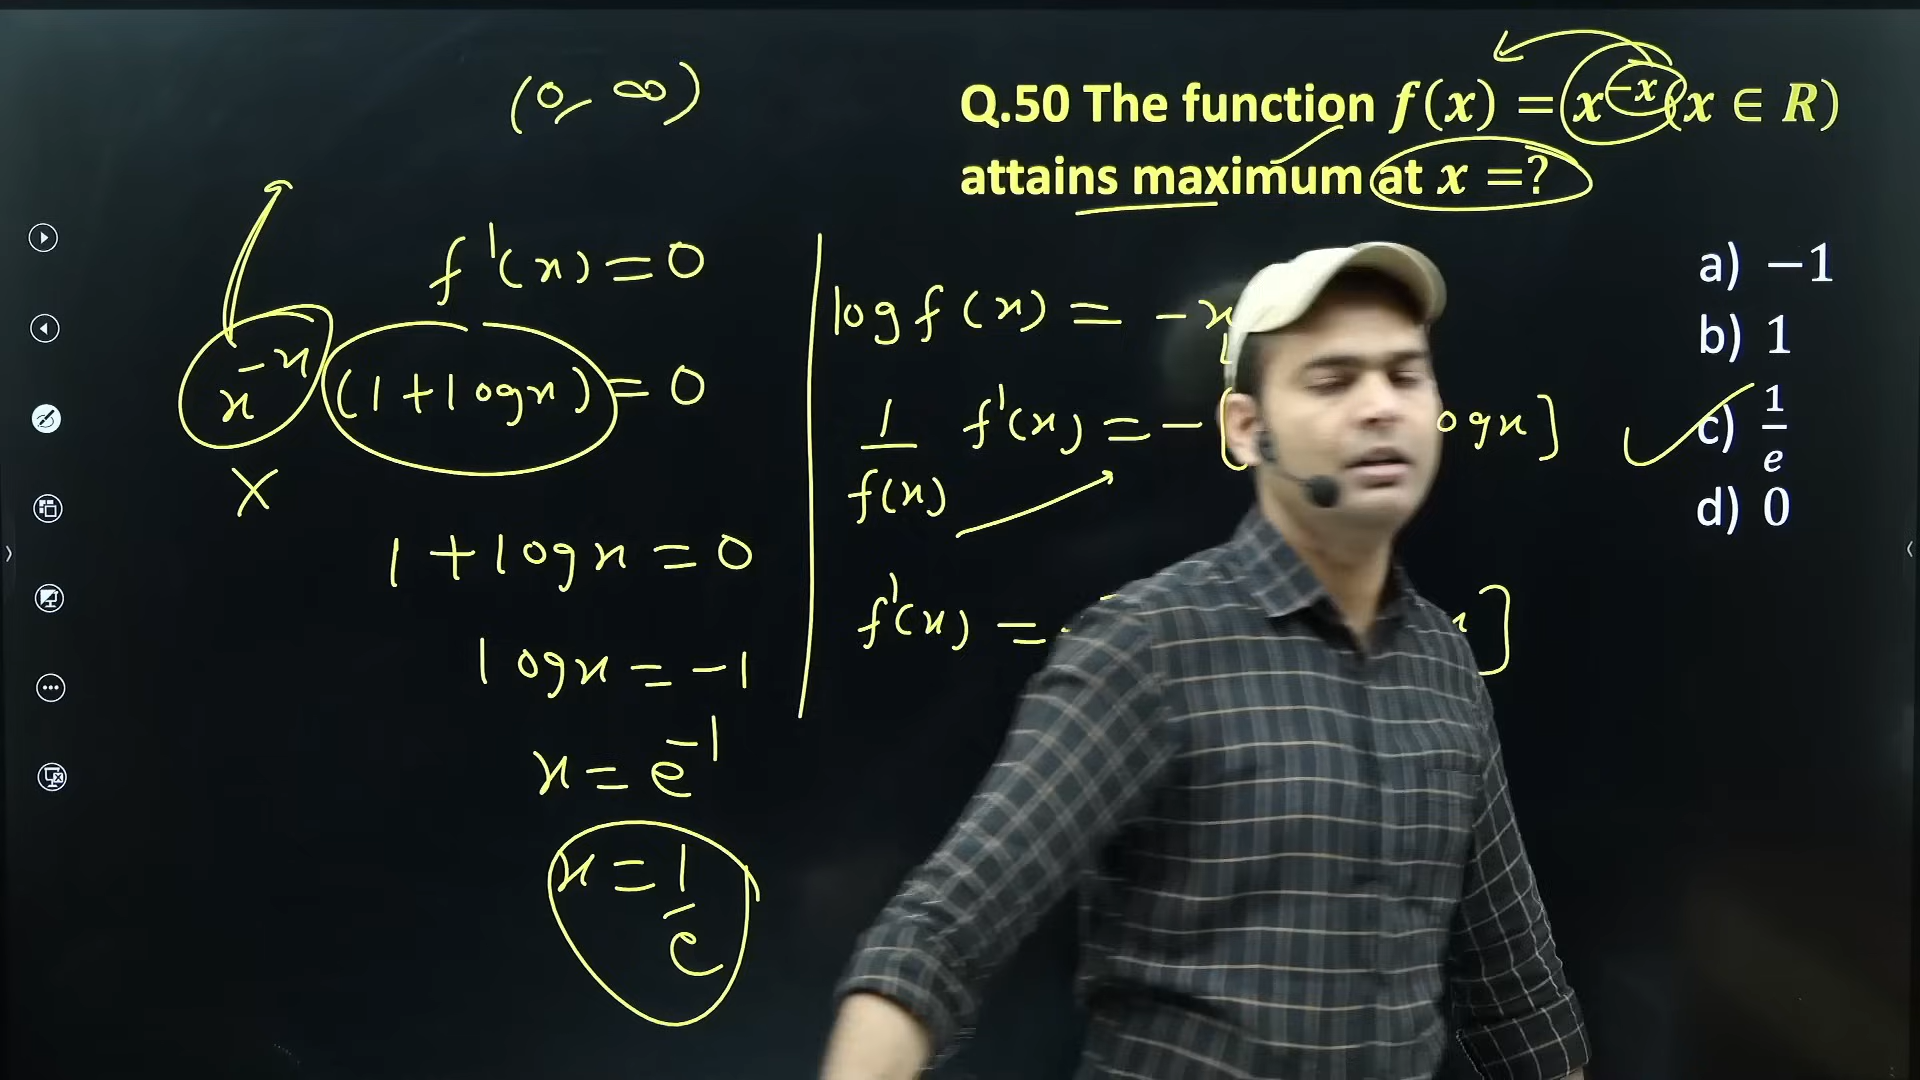 (0, ∞)
Q.50 The function f(x) = x^{-x} (x ∈ R)
attains maximum at x =?
a) −1
b) 1
c) 1/e
d) 0
f'(x) = 0
x^{-x} (1 + log x) = 0
X
1 + log x = 0
log x = −1
x = e^{-1}
x = 1/e
log f(x) = −x
1/f(x) f'(x) = −[ log x]
f'(x) = − x]